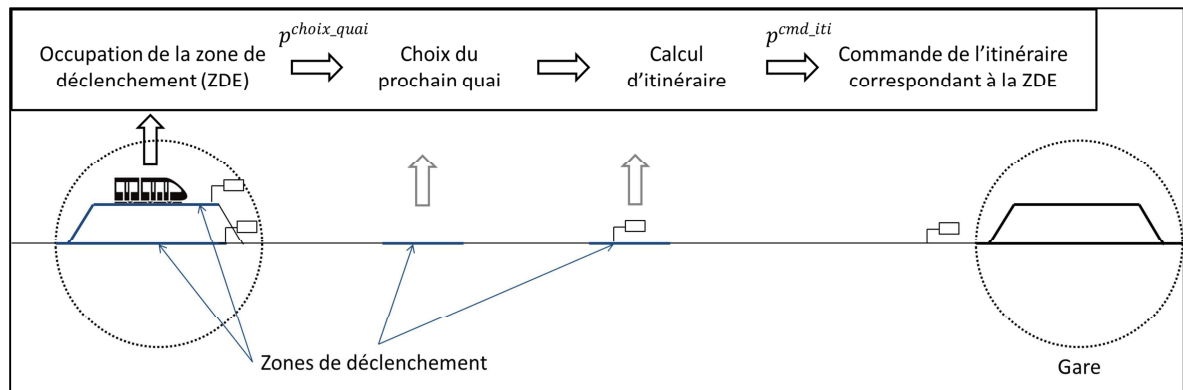 Occupation de la zone de
déclenchement (ZDE)
p^{choix_quai}
Choix du
prochain quai
Calcul
d'itinéraire
p^{cmd_iti}
Commande de l'itinéraire
correspondant à la ZDE
Zones de déclenchement
Gare